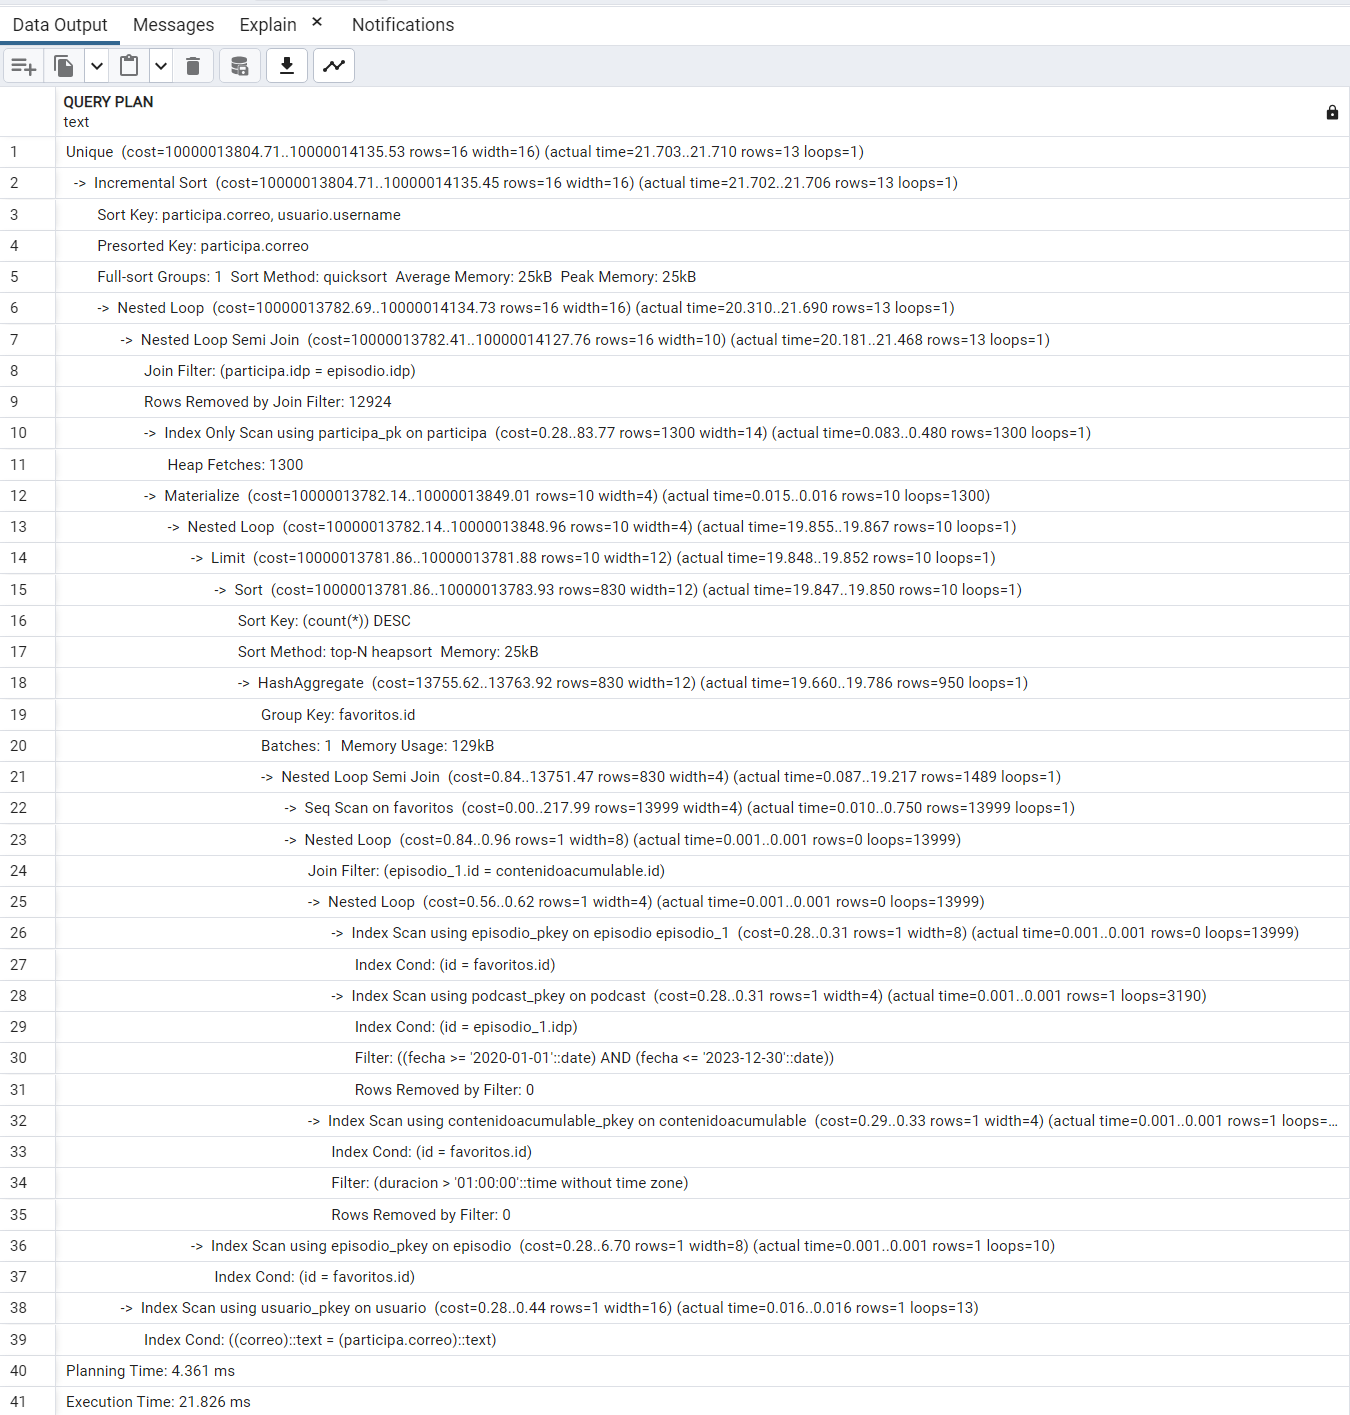 Data Output Messages Explain × Notifications
QUERY PLAN
text
1 Unique (cost=10000013804.71..10000014135.53 rows=16 width=16) (actual time=21.703..21.710 rows=13 loops=1)
2 -> Incremental Sort (cost=10000013804.71..10000014135.45 rows=16 width=16) (actual time=21.702..21.706 rows=13 loops=1)
3 Sort Key: participa.correo, usuario.username
4 Presorted Key: participa.correo
5 Full-sort Groups: 1 Sort Method: quicksort Average Memory: 25kB Peak Memory: 25kB
6 -> Nested Loop (cost=10000013782.69..10000014134.73 rows=16 width=16) (actual time=20.310..21.690 rows=13 loops=1)
7 -> Nested Loop Semi Join (cost=10000013782.41..10000014127.76 rows=16 width=10) (actual time=20.181..21.468 rows=13 loops=1)
8 Join Filter: (participa.idp = episodio.idp)
9 Rows Removed by Join Filter: 12924
10 -> Index Only Scan using participa_pk on participa (cost=0.28..83.77 rows=1300 width=14) (actual time=0.083..0.480 rows=1300 loops=1)
11 Heap Fetches: 1300
12 -> Materialize (cost=10000013782.14..10000013849.01 rows=10 width=4) (actual time=0.015..0.016 rows=10 loops=1300)
13 -> Nested Loop (cost=10000013782.14..10000013848.96 rows=10 width=4) (actual time=19.855..19.867 rows=10 loops=1)
14 -> Limit (cost=10000013781.86..10000013781.88 rows=10 width=12) (actual time=19.848..19.852 rows=10 loops=1)
15 -> Sort (cost=10000013781.86..10000013783.93 rows=830 width=12) (actual time=19.847..19.850 rows=10 loops=1)
16 Sort Key: (count(*)) DESC
17 Sort Method: top-N heapsort Memory: 25kB
18 -> HashAggregate (cost=13755.62..13763.92 rows=830 width=12) (actual time=19.660..19.786 rows=950 loops=1)
19 Group Key: favoritos.id
20 Batches: 1 Memory Usage: 129kB
21 -> Nested Loop Semi Join (cost=0.84..13751.47 rows=830 width=4) (actual time=0.087..19.217 rows=1489 loops=1)
22 -> Seq Scan on favoritos (cost=0.00..217.99 rows=13999 width=4) (actual time=0.010..0.750 rows=13999 loops=1)
23 -> Nested Loop (cost=0.84..0.96 rows=1 width=8) (actual time=0.001..0.001 rows=0 loops=13999)
24 Join Filter: (episodio_1.id = contenidoacumulable.id)
25 -> Nested Loop (cost=0.56..0.62 rows=1 width=4) (actual time=0.001..0.001 rows=0 loops=13999)
26 -> Index Scan using episodio_pkey on episodio episodio_1 (cost=0.28..0.31 rows=1 width=8) (actual time=0.001..0.001 rows=0 loops=13999)
27 Index Cond: (id = favoritos.id)
28 -> Index Scan using podcast_pkey on podcast (cost=0.28..0.31 rows=1 width=4) (actual time=0.001..0.001 rows=1 loops=3190)
29 Index Cond: (id = episodio_1.idp)
30 Filter: ((fecha >= '2020-01-01'::date) AND (fecha <= '2023-12-30'::date))
31 Rows Removed by Filter: 0
32 -> Index Scan using contenidoacumulable_pkey on contenidoacumulable (cost=0.29..0.33 rows=1 width=4) (actual time=0.001..0.001 rows=1 loops=...
33 Index Cond: (id = favoritos.id)
34 Filter: (duracion > '01:00:00'::time without time zone)
35 Rows Removed by Filter: 0
36 -> Index Scan using episodio_pkey on episodio (cost=0.28..6.70 rows=1 width=8) (actual time=0.001..0.001 rows=1 loops=10)
37 Index Cond: (id = favoritos.id)
38 -> Index Scan using usuario_pkey on usuario (cost=0.28..0.44 rows=1 width=16) (actual time=0.016..0.016 rows=1 loops=13)
39 Index Cond: ((correo)::text = (participa.correo)::text)
40 Planning Time: 4.361 ms
41 Execution Time: 21.826 ms